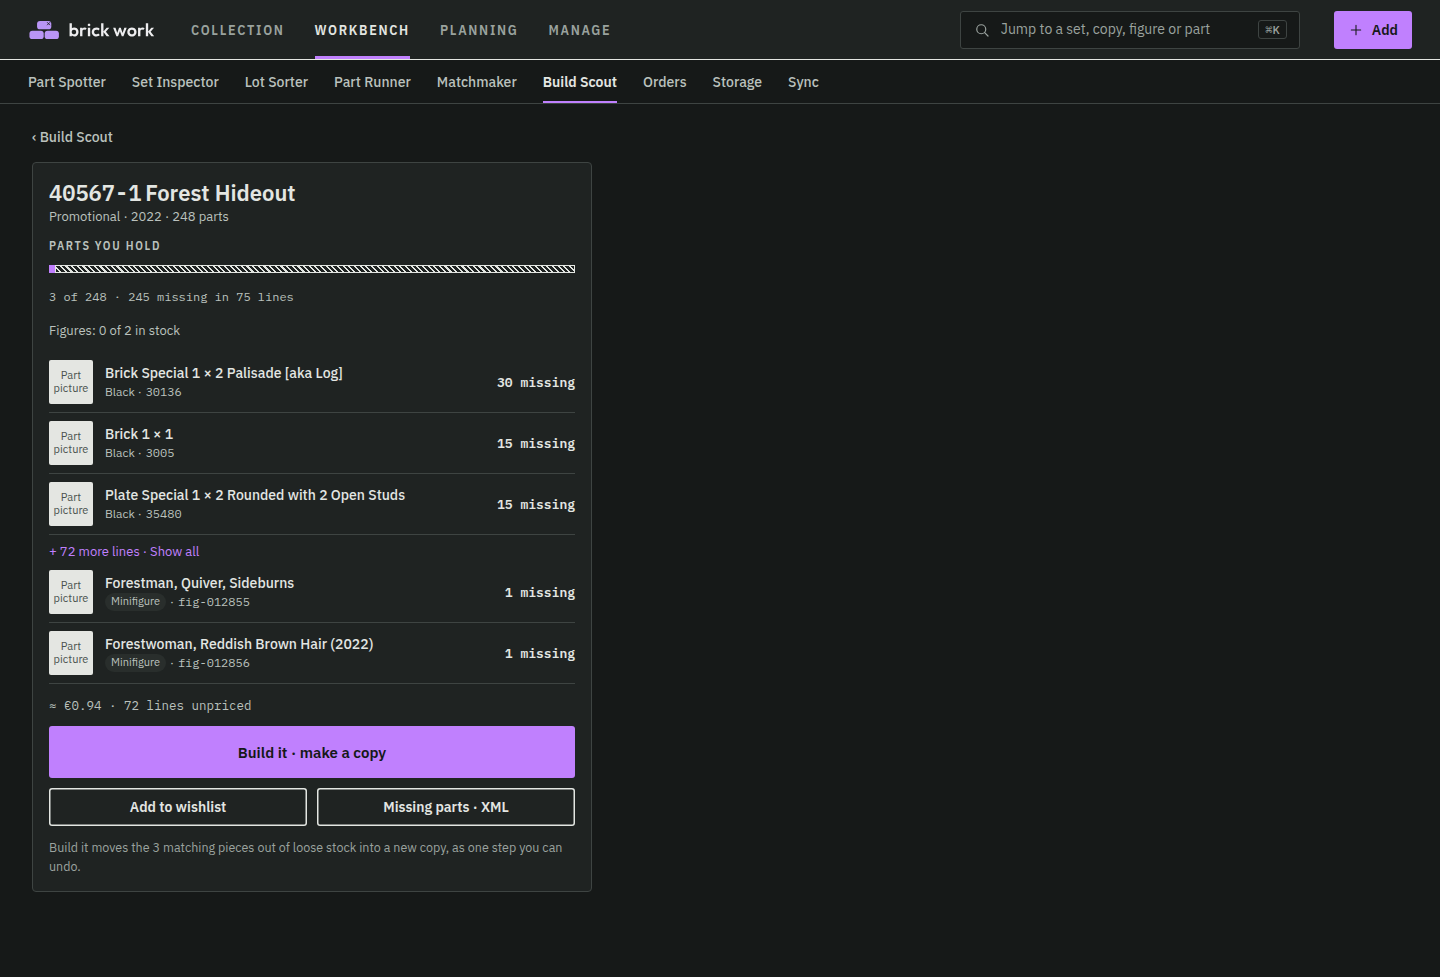 brick work
COLLECTION
WORKBENCH
PLANNING
MANAGE
Jump to a set, copy, figure or part
⌘K
+ Add
Part Spotter
Set Inspector
Lot Sorter
Part Runner
Matchmaker
Build Scout
Orders
Storage
Sync
‹ Build Scout
40567-1 Forest Hideout
Promotional · 2022 · 248 parts
PARTS YOU HOLD
3 of 248 · 245 missing in 75 lines
Figures: 0 of 2 in stock
Part picture
Brick Special 1 × 2 Palisade [aka Log]
Black · 30136
30 missing
Part picture
Brick 1 × 1
Black · 3005
15 missing
Part picture
Plate Special 1 × 2 Rounded with 2 Open Studs
Black · 35480
15 missing
+ 72 more lines · Show all
Part picture
Forestman, Quiver, Sideburns
Minifigure · fig-012855
1 missing
Part picture
Forestwoman, Reddish Brown Hair (2022)
Minifigure · fig-012856
1 missing
≈ €0.94 · 72 lines unpriced
Build it · make a copy
Add to wishlist
Missing parts · XML
Build it moves the 3 matching pieces out of loose stock into a new copy, as one step you can
undo.